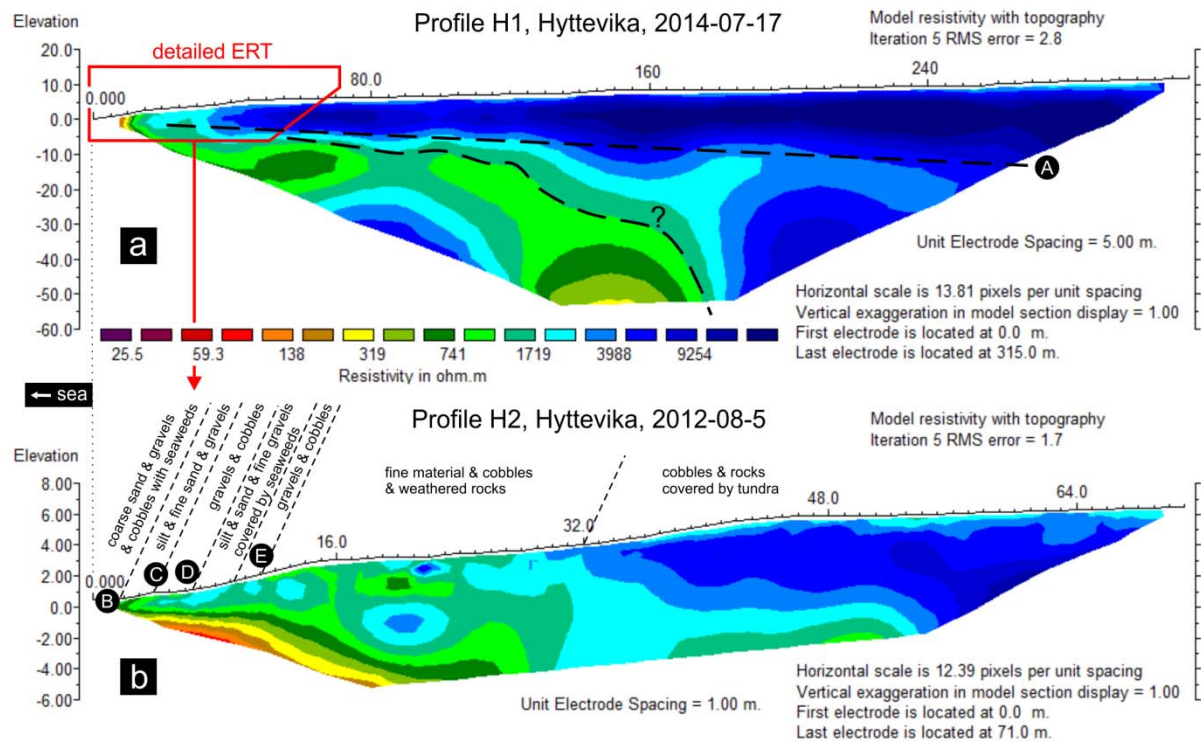 Elevation
Profile H1, Hyttevika, 2014-07-17
Model resistivity with topography
Iteration 5 RMS error = 2.8
detailed ERT
20.0
10.0
0.0
-10.0
-20.0
-30.0
-40.0
-50.0
-60.0
0.000
80.0
160
240
A
?
a
Unit Electrode Spacing = 5.00 m.
Horizontal scale is 13.81 pixels per unit spacing
Vertical exaggeration in model section display = 1.00
First electrode is located at 0.0 m.
Last electrode is located at 315.0 m.
25.5 59.3 138 319 741 1719 3988 9254
Resistivity in ohm.m
← sea
Profile H2, Hyttevika, 2012-08-5
Model resistivity with topography
Iteration 5 RMS error = 1.7
Elevation
coarse sand & gravels
& cobbles with seaweeds
silt & fine sand & gravels
gravels & cobbles
silt & sand & fine gravels
covered by seaweeds
gravels & cobbles
fine material & cobbles
& weathered rocks
cobbles & rocks
covered by tundra
8.00
6.00
4.00
2.00
0.0
-2.00
-4.00
-6.00
0.000
16.0
32.0
48.0
64.0
B
C
D
E
b
Unit Electrode Spacing = 1.00 m.
Horizontal scale is 12.39 pixels per unit spacing
Vertical exaggeration in model section display = 1.00
First electrode is located at 0.0 m.
Last electrode is located at 71.0 m.